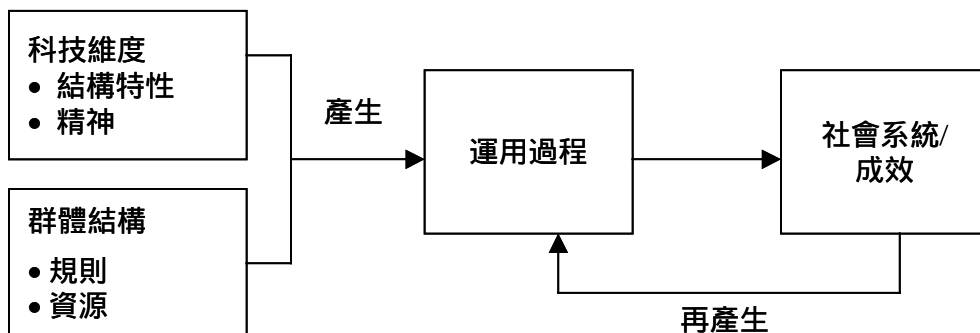 科技維度
• 結構特性
• 精神
群體結構
• 規則
• 資源
產生
運用過程
社會系統/
成效
再產生